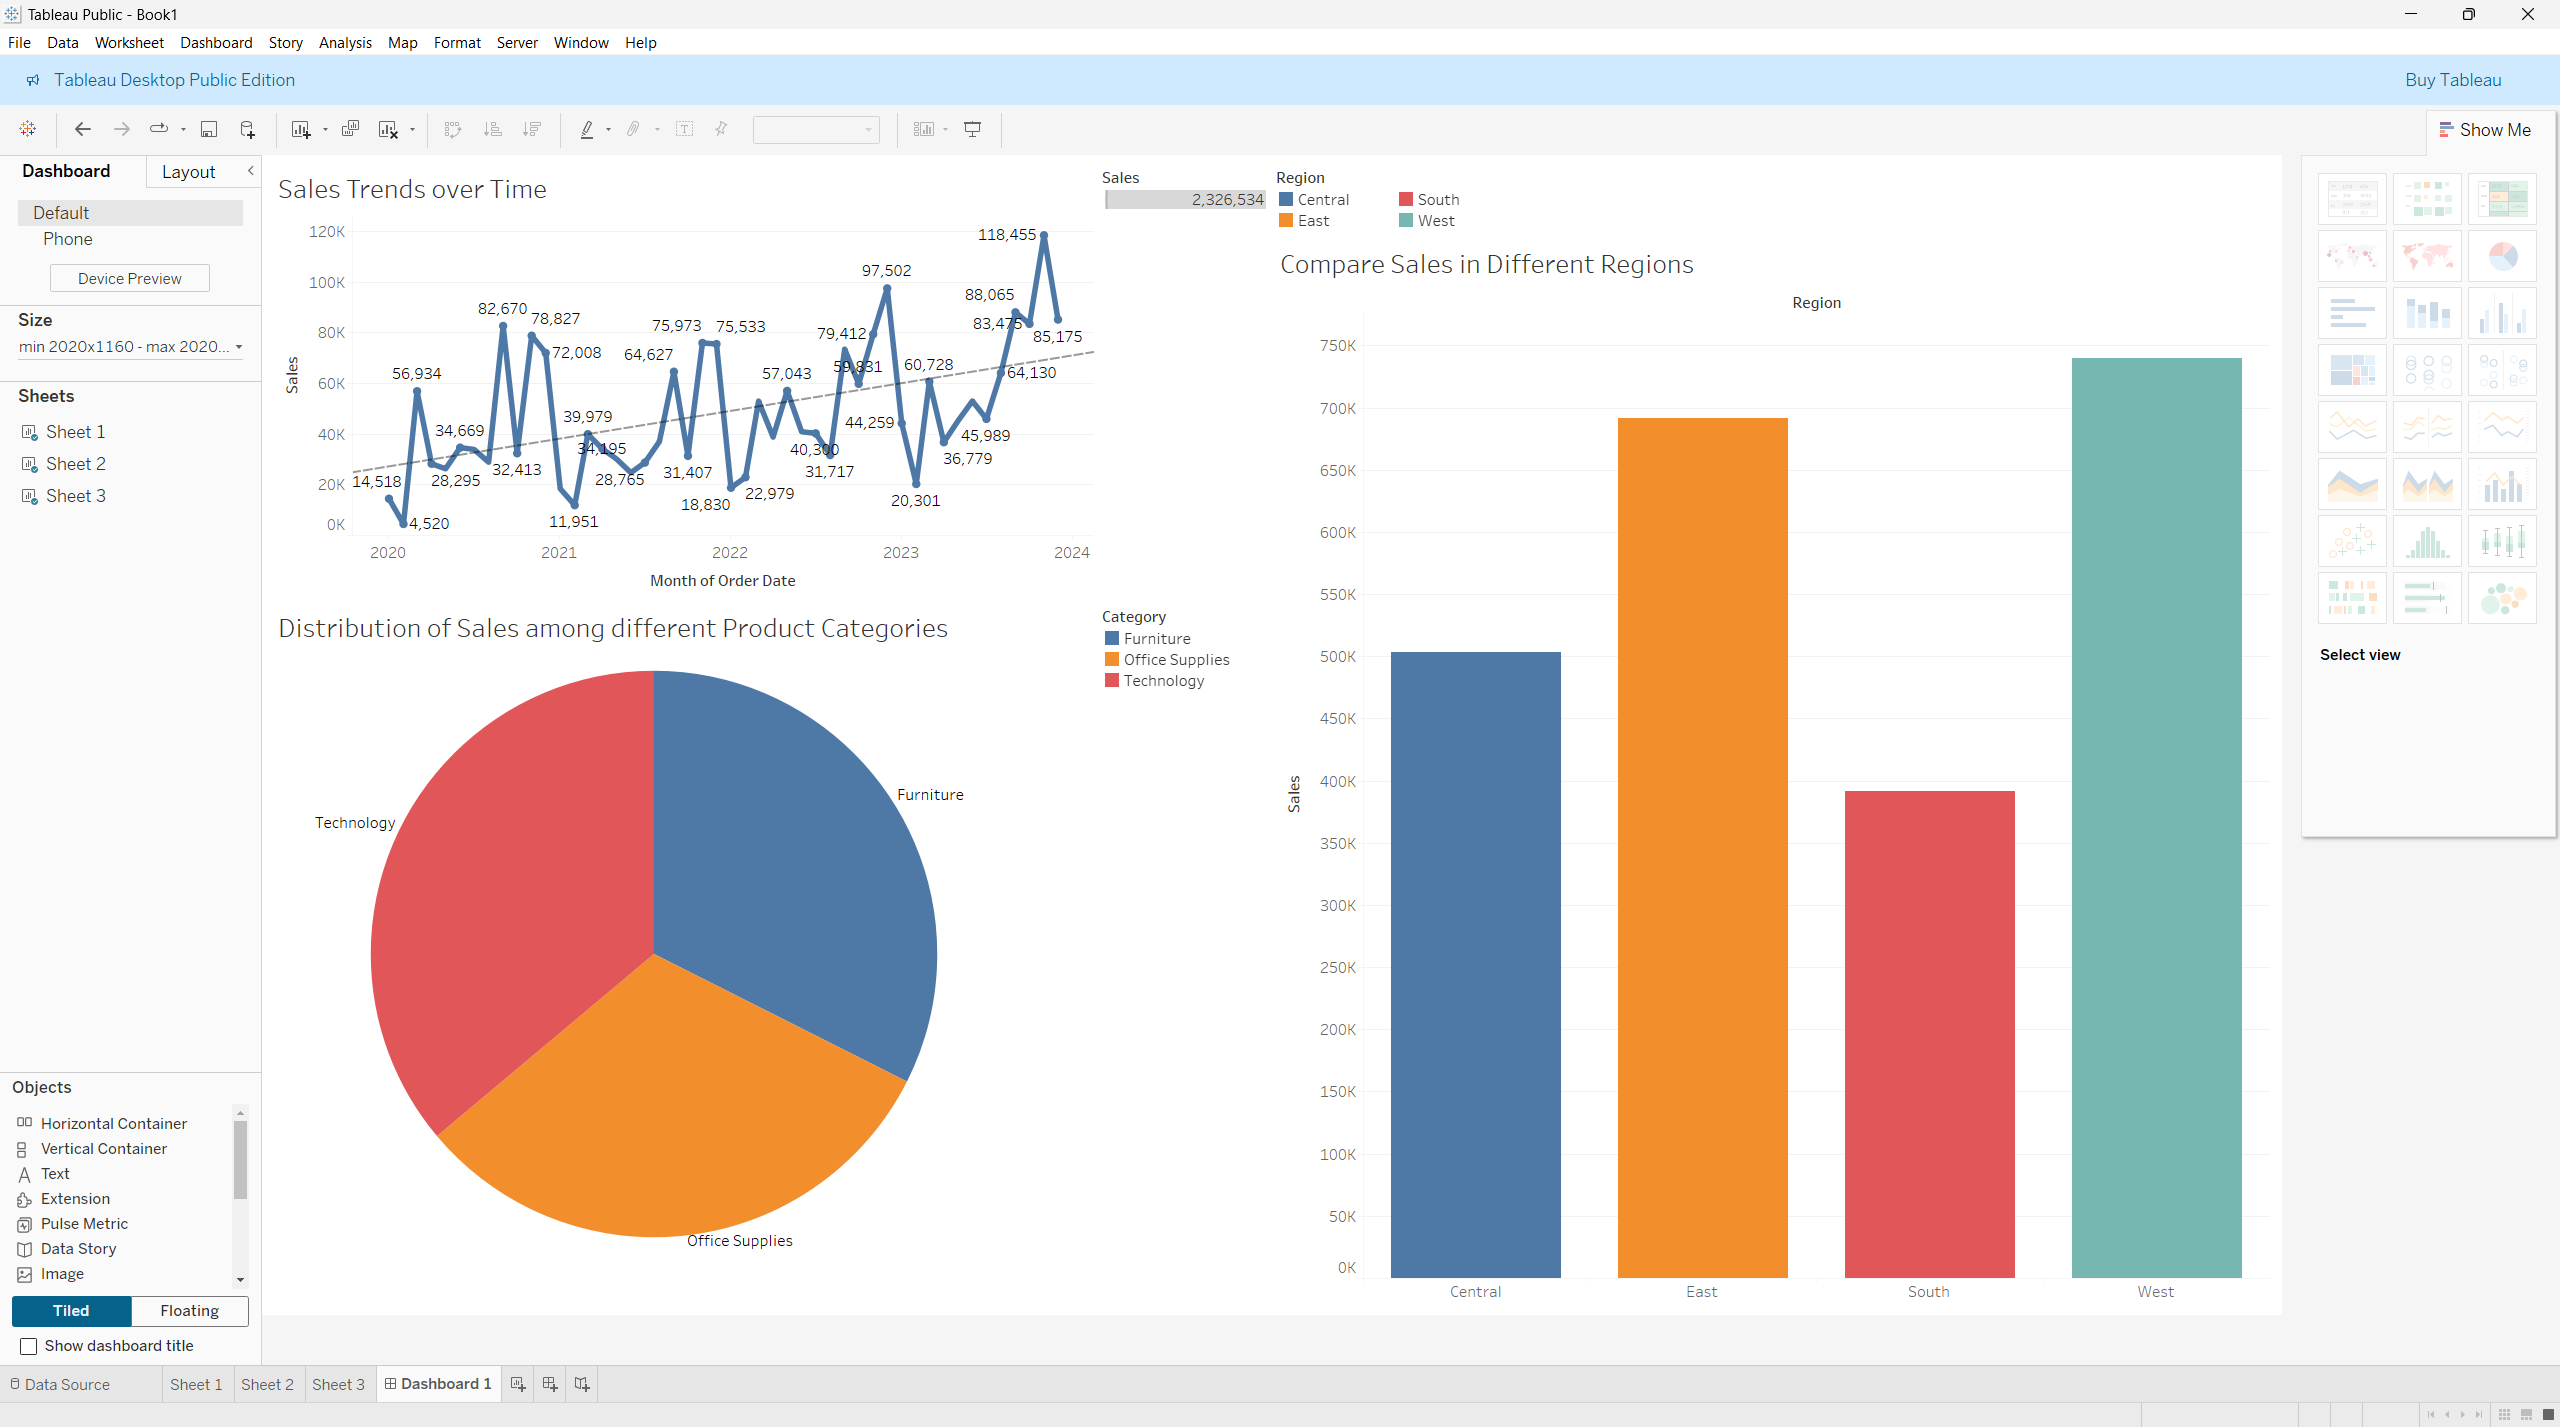 Tableau Public - Book1
File Data Worksheet Dashboard Story Analysis Map Format Server Window Help
Tableau Desktop Public Edition
Buy Tableau
Show Me
Dashboard
Layout
Default
Phone
Device Preview
Size
min 2020x1160 - max 2020...
Sheets
Sheet 1
Sheet 2
Sheet 3
Objects
Horizontal Container
Vertical Container
Text
Extension
Pulse Metric
Data Story
Image
Tiled
Floating
Show dashboard title
Sales Trends over Time
Sales
120K
100K
80K
60K
40K
20K
0K
14,518
4,520
56,934
28,295
34,669
82,670
32,413
78,827
72,008
11,951
39,979
34,195
28,765
64,627
31,407
75,973
75,533
18,830
22,979
57,043
40,300
31,717
79,412
59,831
97,502
44,259
20,301
60,728
36,779
45,989
64,130
88,065
83,475
118,455
85,175
2020
2021
2022
2023
2024
Month of Order Date
Sales
2,326,534
Region
Central
South
East
West
Distribution of Sales among different Product Categories
Furniture
Technology
Office Supplies
Category
Furniture
Office Supplies
Technology
Compare Sales in Different Regions
Region
Sales
750K
700K
650K
600K
550K
500K
450K
400K
350K
300K
250K
200K
150K
100K
50K
0K
Central
East
South
West
Select view
Data Source
Sheet 1
Sheet 2
Sheet 3
Dashboard 1